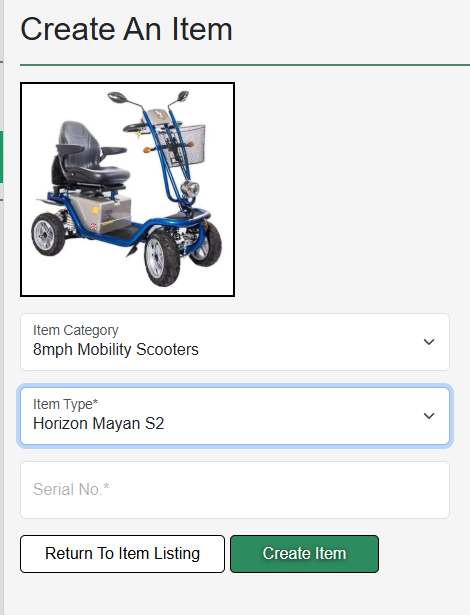 Create An Item
Item Category
8mph Mobility Scooters
Item Type*
Horizon Mayan S2
Serial No.*
Return To Item Listing
Create Item